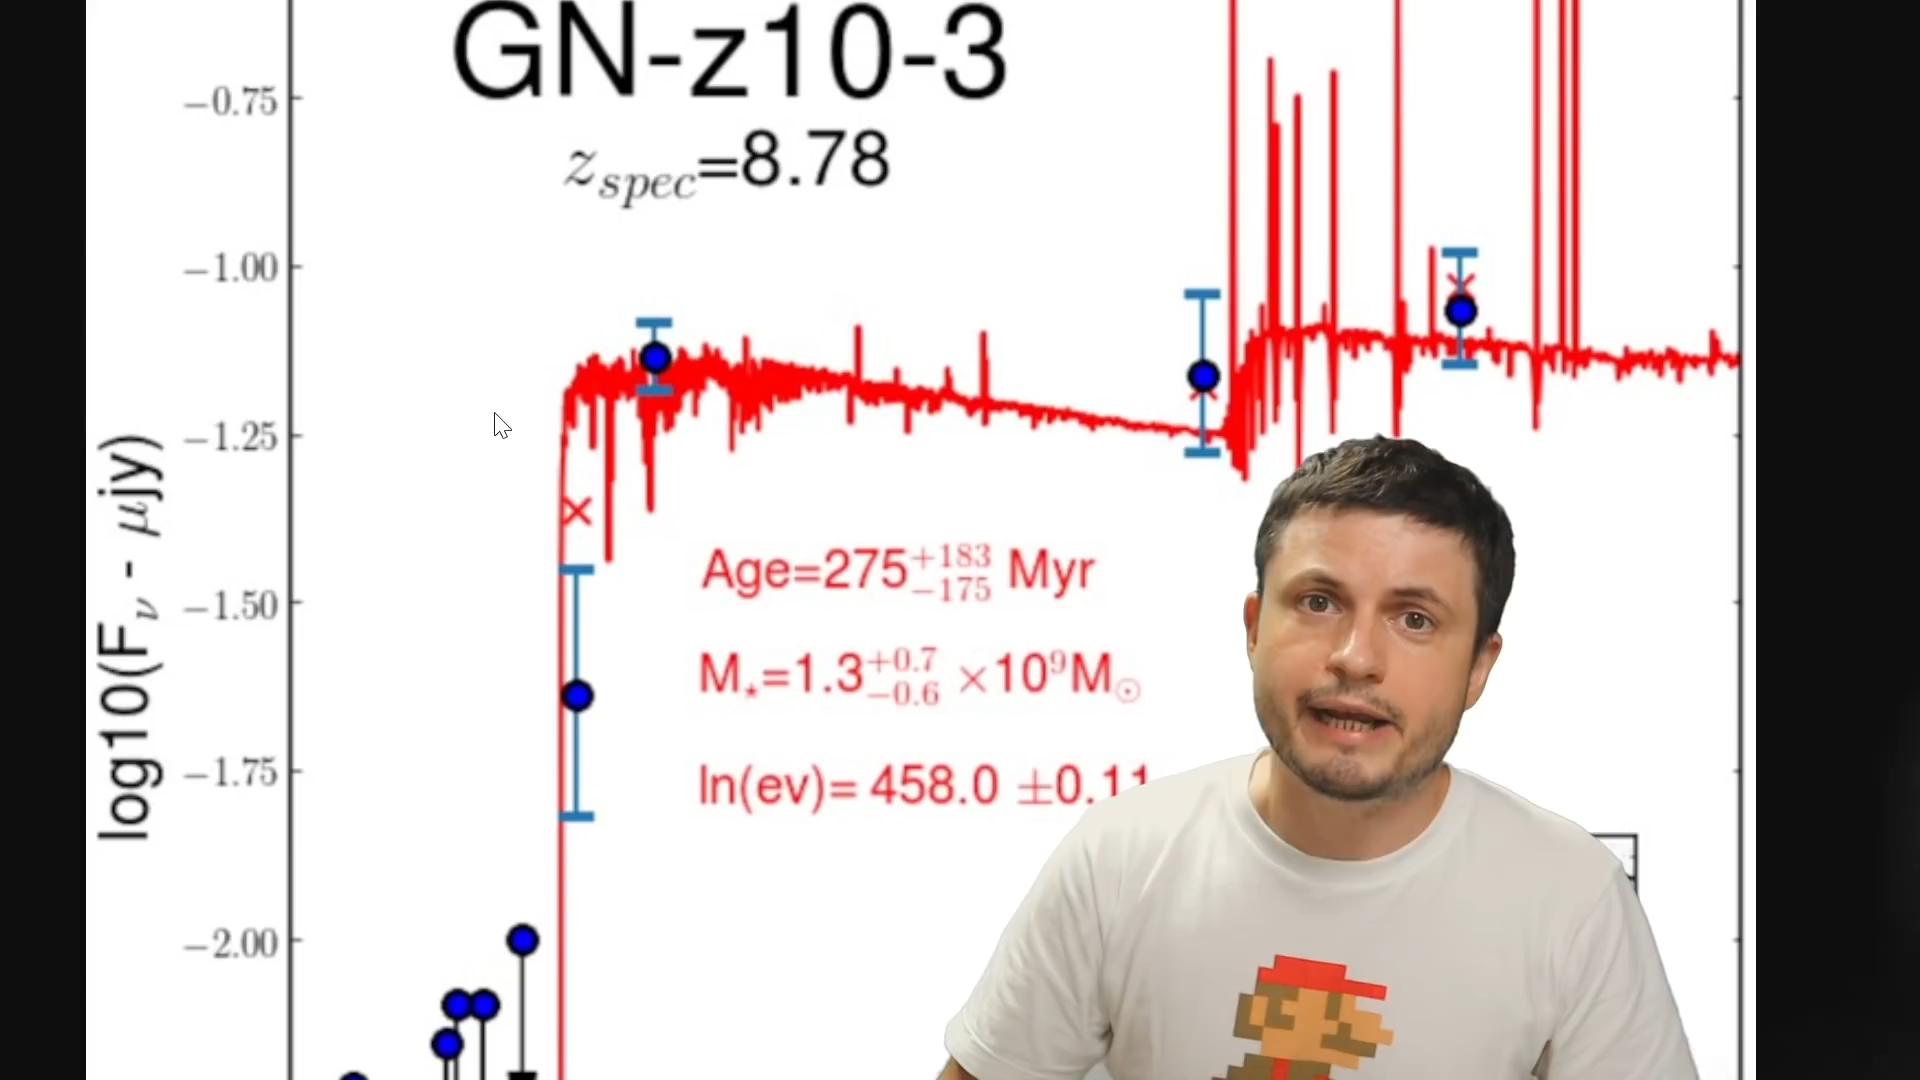 GN-z10-3
z_spec=8.78
−0.75
−1.00
−1.25
−1.50
−1.75
−2.00
log10(F_ν - μjy)
Age=275 +183 −175 Myr
M⋆=1.3 +0.7 −0.6 ×10⁹M☉
ln(ev)= 458.0 ±0.11